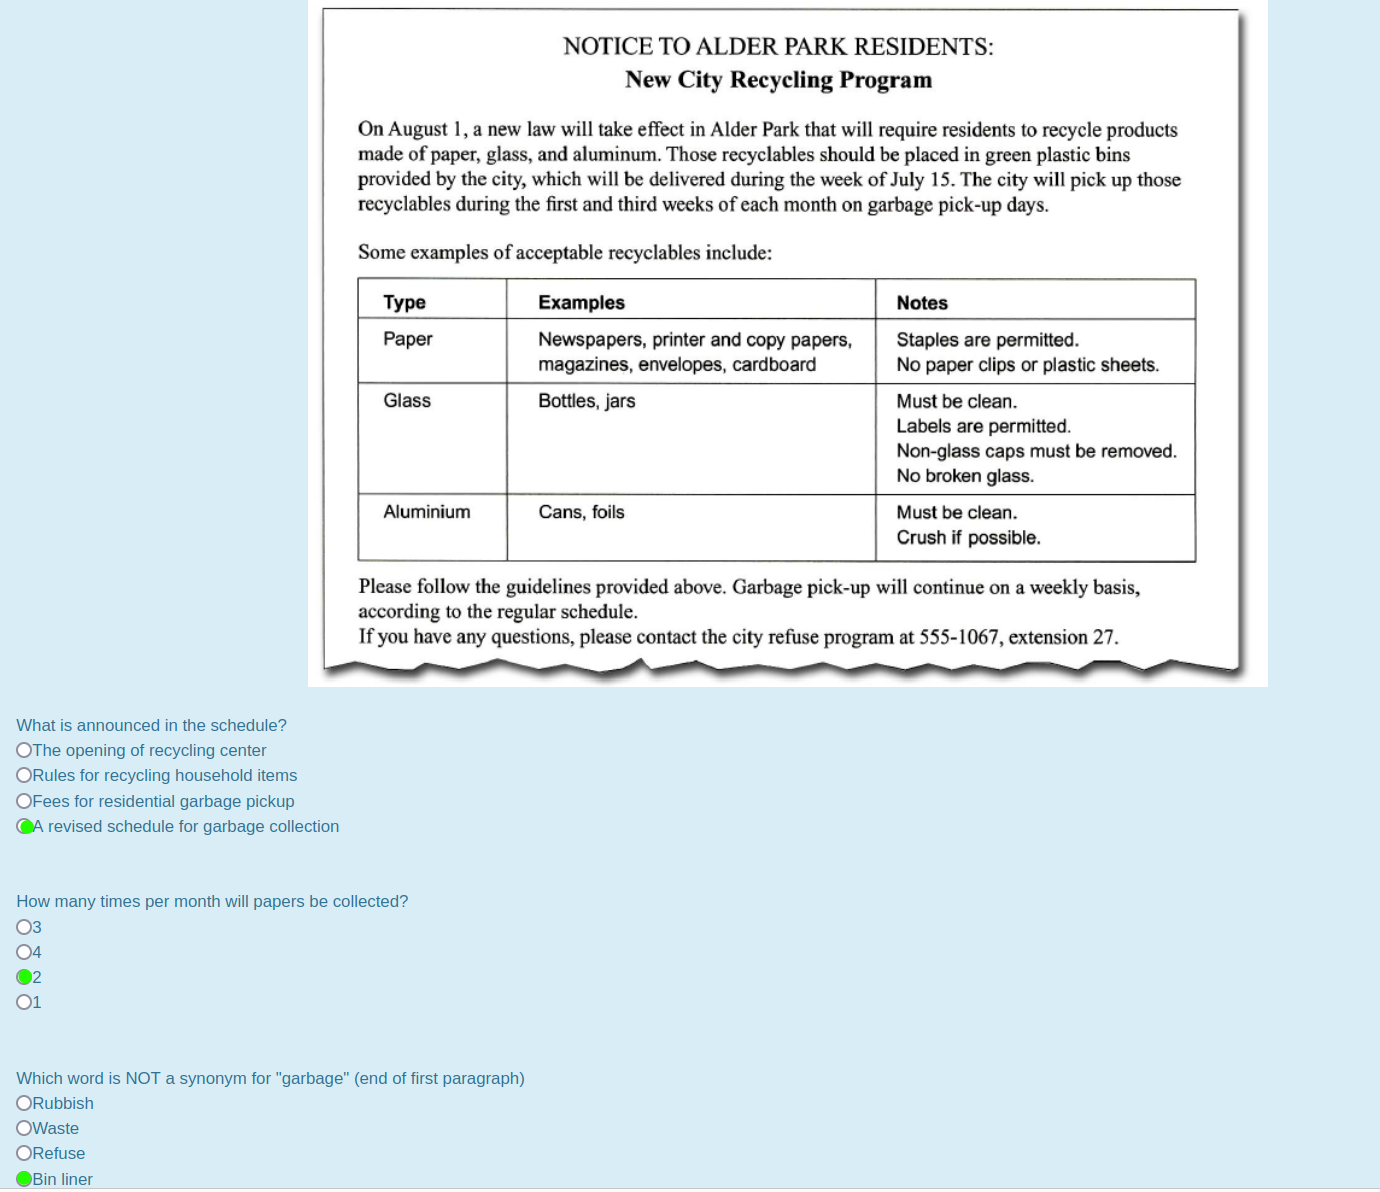 NOTICE TO ALDER PARK RESIDENTS:
New City Recycling Program
On August 1, a new law will take effect in Alder Park that will require residents to recycle products
made of paper, glass, and aluminum. Those recyclables should be placed in green plastic bins
provided by the city, which will be delivered during the week of July 15. The city will pick up those
recyclables during the first and third weeks of each month on garbage pick-up days.
Some examples of acceptable recyclables include:
Type Examples Notes
Paper Newspapers, printer and copy papers, Staples are permitted.
magazines, envelopes, cardboard No paper clips or plastic sheets.
Glass Bottles, jars Must be clean.
Labels are permitted.
Non-glass caps must be removed.
No broken glass.
Aluminium Cans, foils Must be clean.
Crush if possible.
Please follow the guidelines provided above. Garbage pick-up will continue on a weekly basis,
according to the regular schedule.
If you have any questions, please contact the city refuse program at 555-1067, extension 27.
What is announced in the schedule?
The opening of recycling center
Rules for recycling household items
Fees for residential garbage pickup
A revised schedule for garbage collection
How many times per month will papers be collected?
3
4
2
1
Which word is NOT a synonym for "garbage" (end of first paragraph)
Rubbish
Waste
Refuse
Bin liner